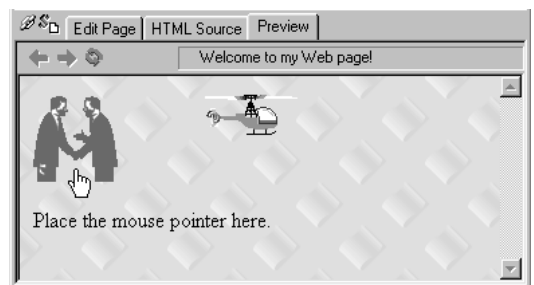 Edit Page HTML Source Preview
Welcome to my Web page!
Place the mouse pointer here.